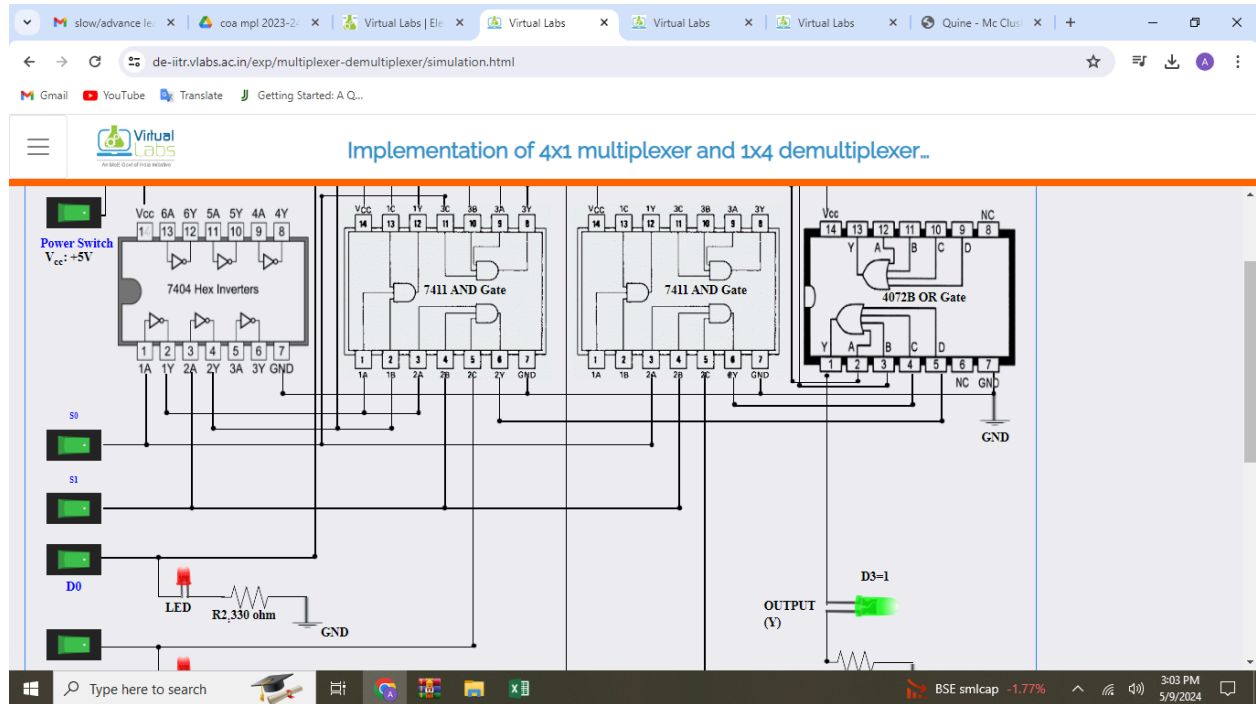 slow/advance lea
coa mpl 2023-24
Virtual Labs | Ele
Virtual Labs
Virtual Labs
Virtual Labs
Quine - Mc Clus
de-iitr.vlabs.ac.in/exp/multiplexer-demultiplexer/simulation.html
A
Gmail YouTube Translate Getting Started: A Q...
Virtual
Labs
An MoE Govt of India Initiative
Implementation of 4x1 multiplexer and 1x4 demultiplexer...
Power Switch
Vcc: +5V
Vcc 6A 6Y 5A 5Y 4A 4Y
14 13 12 11 10 9 8
7404 Hex Inverters
1 2 3 4 5 6 7
1A 1Y 2A 2Y 3A 3Y GND
VCC 1C 1Y 3C 3B 3A 3Y
14 13 12 11 10 9 8
7411 AND Gate
1 2 3 4 5 6 7
1A 1B 2A 2B 2C 2Y GND
VCC 1C 1Y 3C 3B 3A 3Y
14 13 12 11 10 9 8
7411 AND Gate
1 2 3 4 5 6 7
1A 1B 2A 2B 2C 2Y GND
Vcc NC
14 13 12 11 10 9 8
Y A B C D
4072B OR Gate
Y A B C D
1 2 3 4 5 6 7
NC GND
GND
S0
S1
D0
LED
R2,330 ohm
GND
D3=1
OUTPUT
(Y)
Type here to search
BSE smlcap -1.77%
3:03 PM
5/9/2024